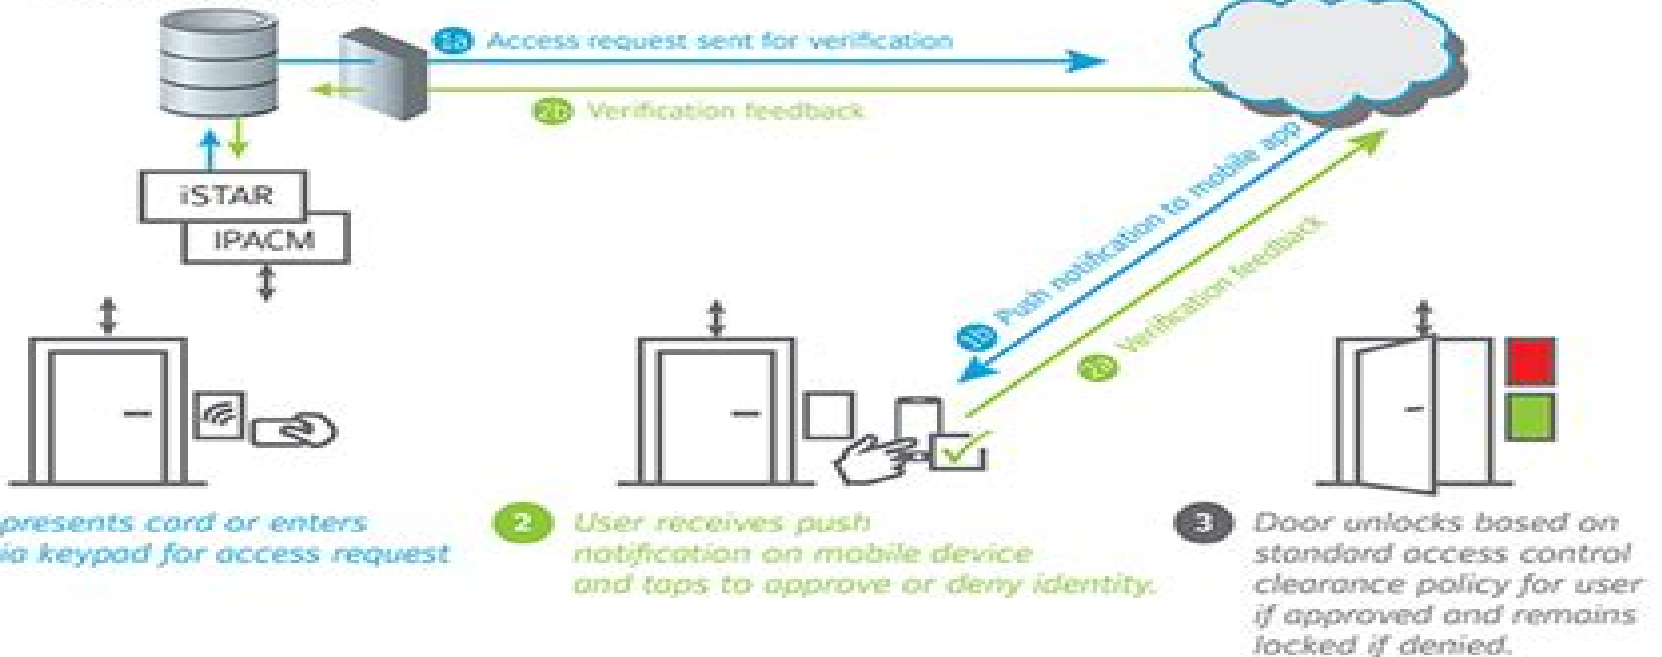 1a Access request sent for verification
2b Verification feedback
iSTAR
IPACM
1b Push notification to mobile app
2a Verification feedback
presents card or enters
ia keypad for access request
2 User receives push
notification on mobile device
and taps to approve or deny identity.
3 Door unlocks based on
standard access control
clearance policy for user
if approved and remains
locked if denied.